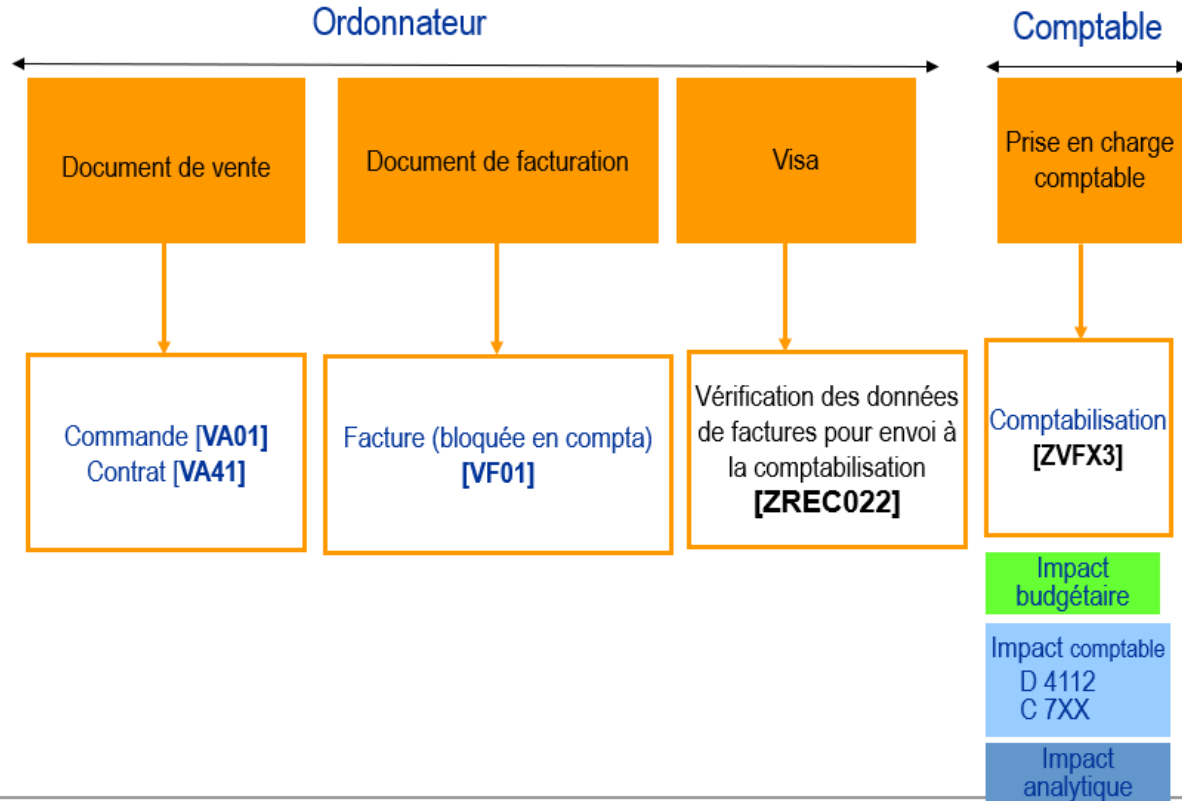 Ordonnateur
Comptable
Document de vente
Document de facturation
Visa
Prise en charge
comptable
Commande [VA01]
Contrat [VA41]
Facture (bloquée en compta)
[VF01]
Vérification des données
de factures pour envoi à
la comptabilisation
[ZREC022]
Comptabilisation
[ZVFX3]
Impact
budgétaire
Impact comptable
D 4112
C 7XX
Impact
analytique